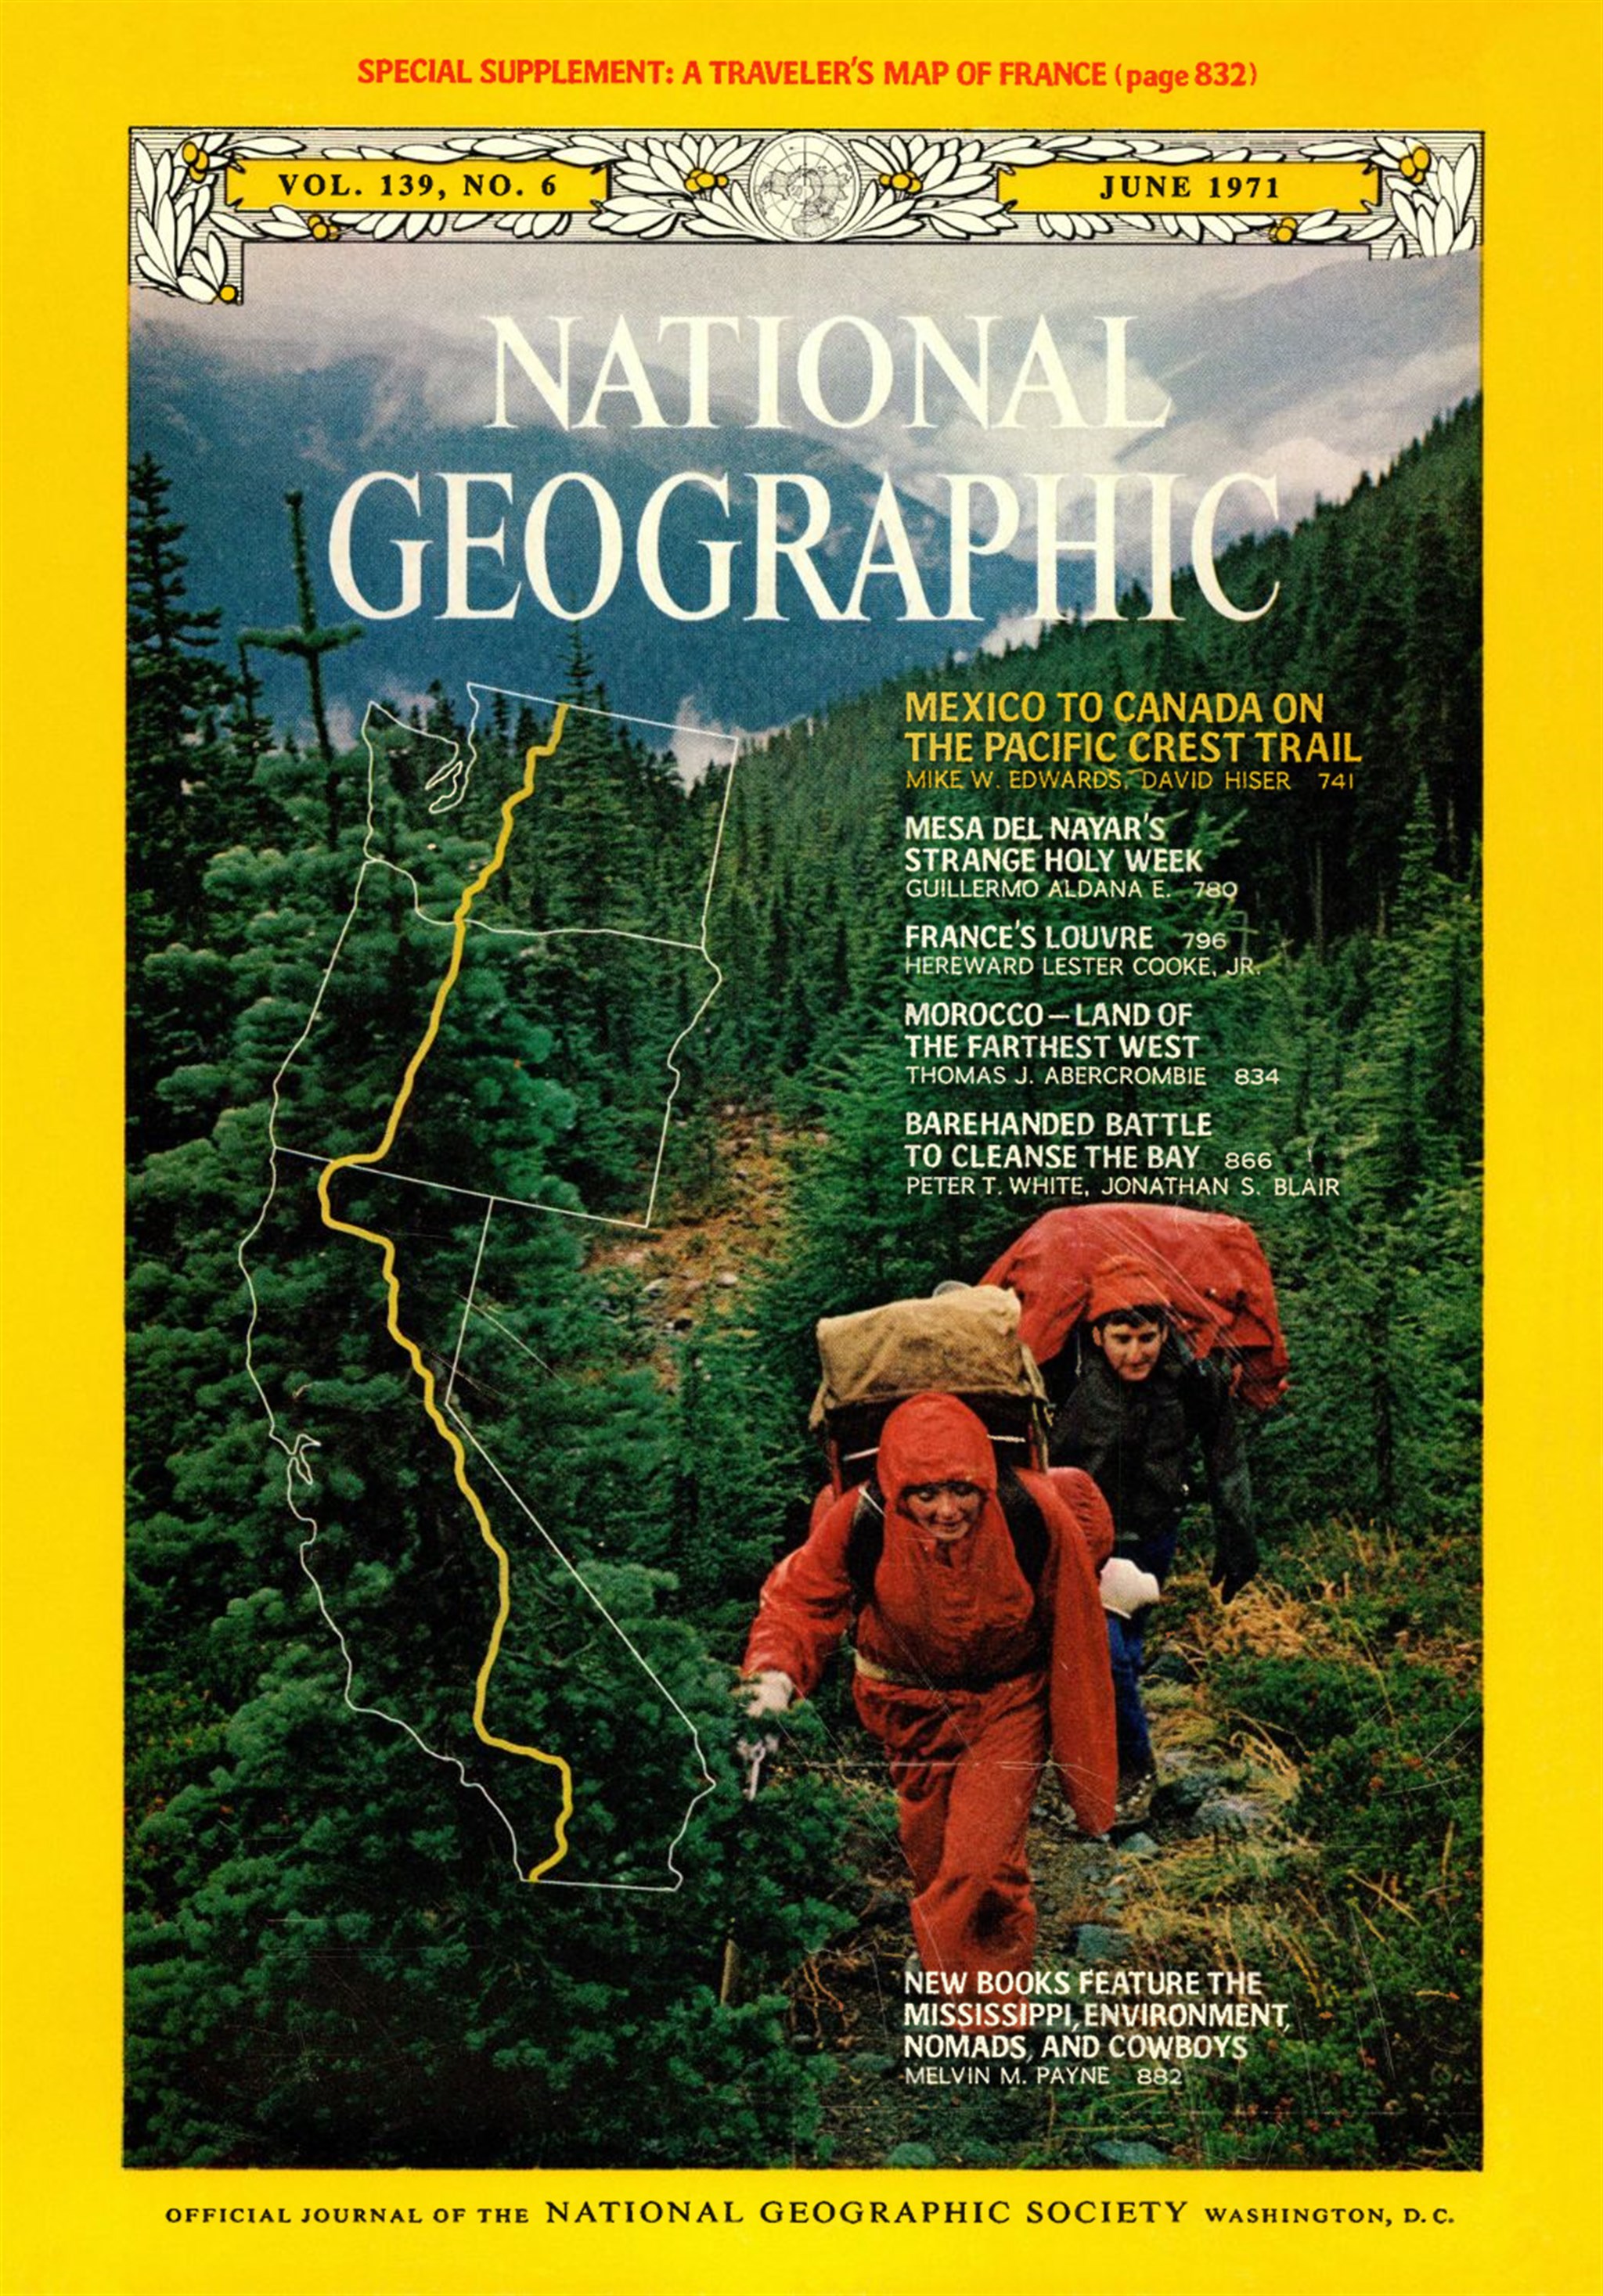 SPECIAL SUPPLEMENT: A TRAVELER'S MAP OF FRANCE (page 832)
VOL. 139, NO. 6
JUNE 1971
NATIONAL
GEOGRAPHIC
MEXICO TO CANADA ON
THE PACIFIC CREST TRAIL
MIKE W. EDWARDS, DAVID HISER 741
MESA DEL NAYAR'S
STRANGE HOLY WEEK
GUILLERMO ALDANA E. 780
FRANCE'S LOUVRE 796
HEREWARD LESTER COOKE, JR.
MOROCCO—LAND OF
THE FARTHEST WEST
THOMAS J. ABERCROMBIE 834
BAREHANDED BATTLE
TO CLEANSE THE BAY 866
PETER T. WHITE, JONATHAN S. BLAIR
NEW BOOKS FEATURE THE
MISSISSIPPI, ENVIRONMENT,
NOMADS, AND COWBOYS
MELVIN M. PAYNE 882
OFFICIAL JOURNAL OF THE NATIONAL GEOGRAPHIC SOCIETY WASHINGTON, D.C.